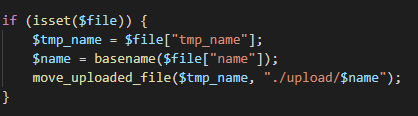 if (isset($file)) {
    $tmp_name = $file["tmp_name"];
    $name = basename($file["name"]);
    move_uploaded_file($tmp_name, "./upload/$name");
}